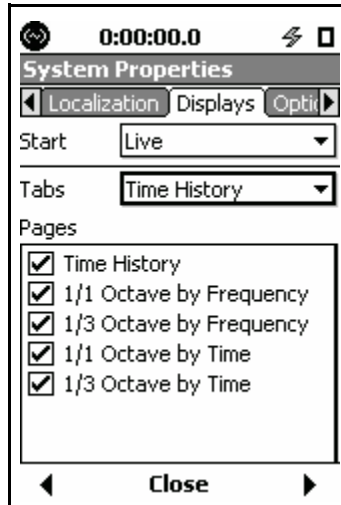 0:00:00.0
System Properties
Localization Displays Optic
Start Live
Tabs Time History
Pages
Time History
1/1 Octave by Frequency
1/3 Octave by Frequency
1/1 Octave by Time
1/3 Octave by Time
Close